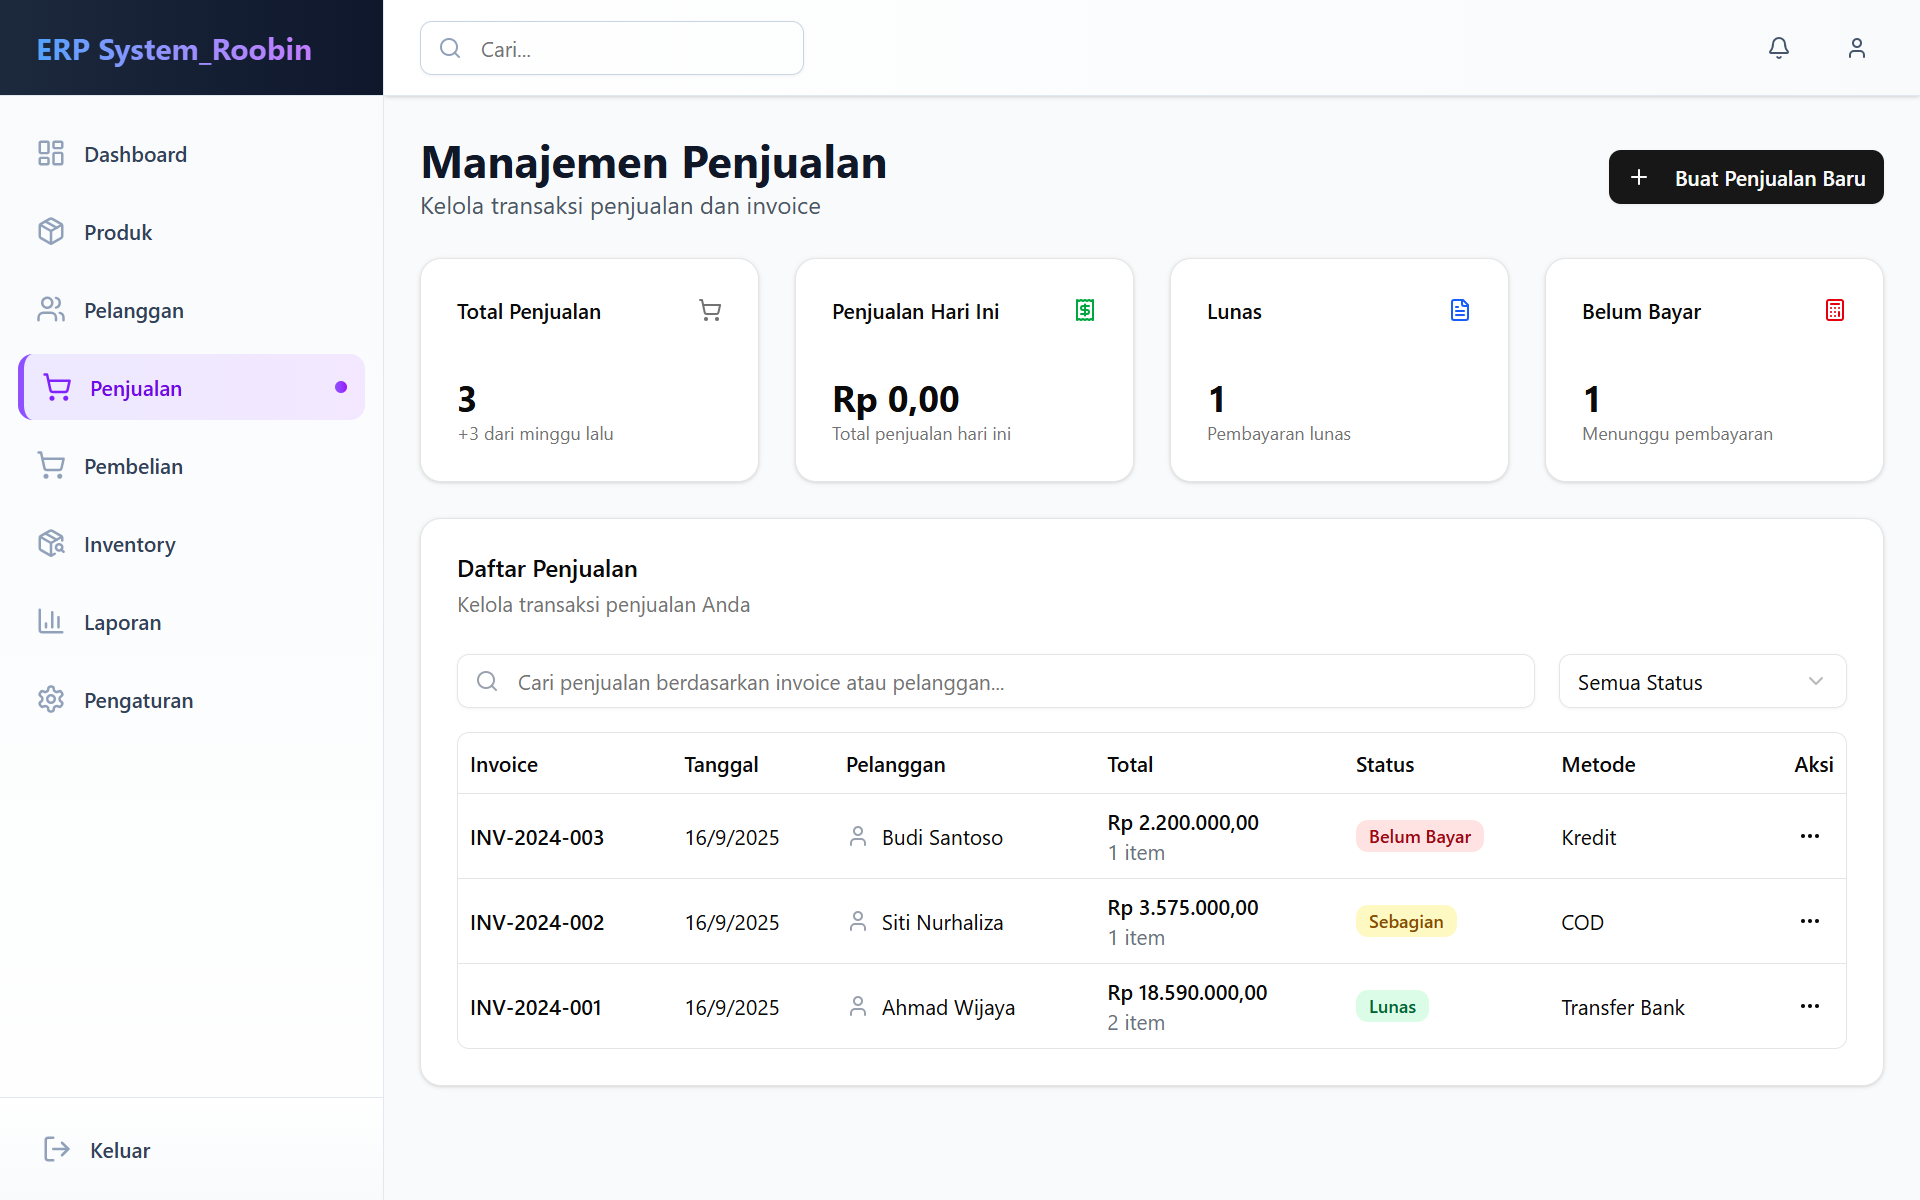 ERP System_Roobin
Cari...
Dashboard
Produk
Pelanggan
Penjualan
Pembelian
Inventory
Laporan
Pengaturan
Keluar
Manajemen Penjualan
Kelola transaksi penjualan dan invoice
Buat Penjualan Baru
Total Penjualan
3
+3 dari minggu lalu
Penjualan Hari Ini
Rp 0,00
Total penjualan hari ini
Lunas
1
Pembayaran lunas
Belum Bayar
1
Menunggu pembayaran
Daftar Penjualan
Kelola transaksi penjualan Anda
Cari penjualan berdasarkan invoice atau pelanggan...
Semua Status
Invoice Tanggal Pelanggan Total Status Metode Aksi
INV-2024-003 16/9/2025 Budi Santoso Rp 2.200.000,00 Belum Bayar Kredit
1 item
INV-2024-002 16/9/2025 Siti Nurhaliza Rp 3.575.000,00 Sebagian COD
1 item
INV-2024-001 16/9/2025 Ahmad Wijaya Rp 18.590.000,00 Lunas Transfer Bank
2 item